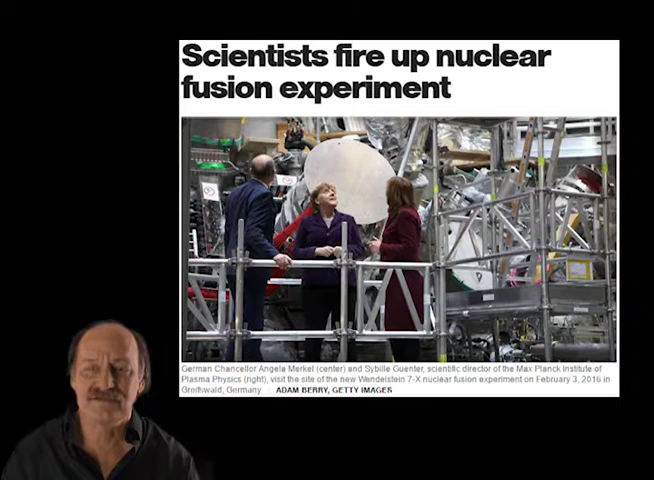 Scientists fire up nuclear
fusion experiment
German Chancellor Angela Merkel (center) and Sybille Guenter, scientific director of the Max Planck Institute of
Plasma Physics (right), visit the site of the new Wendelstein 7-X nuclear fusion experiment on February 3, 2016 in
Greifswald, Germany ADAM BERRY, GETTY IMAGES